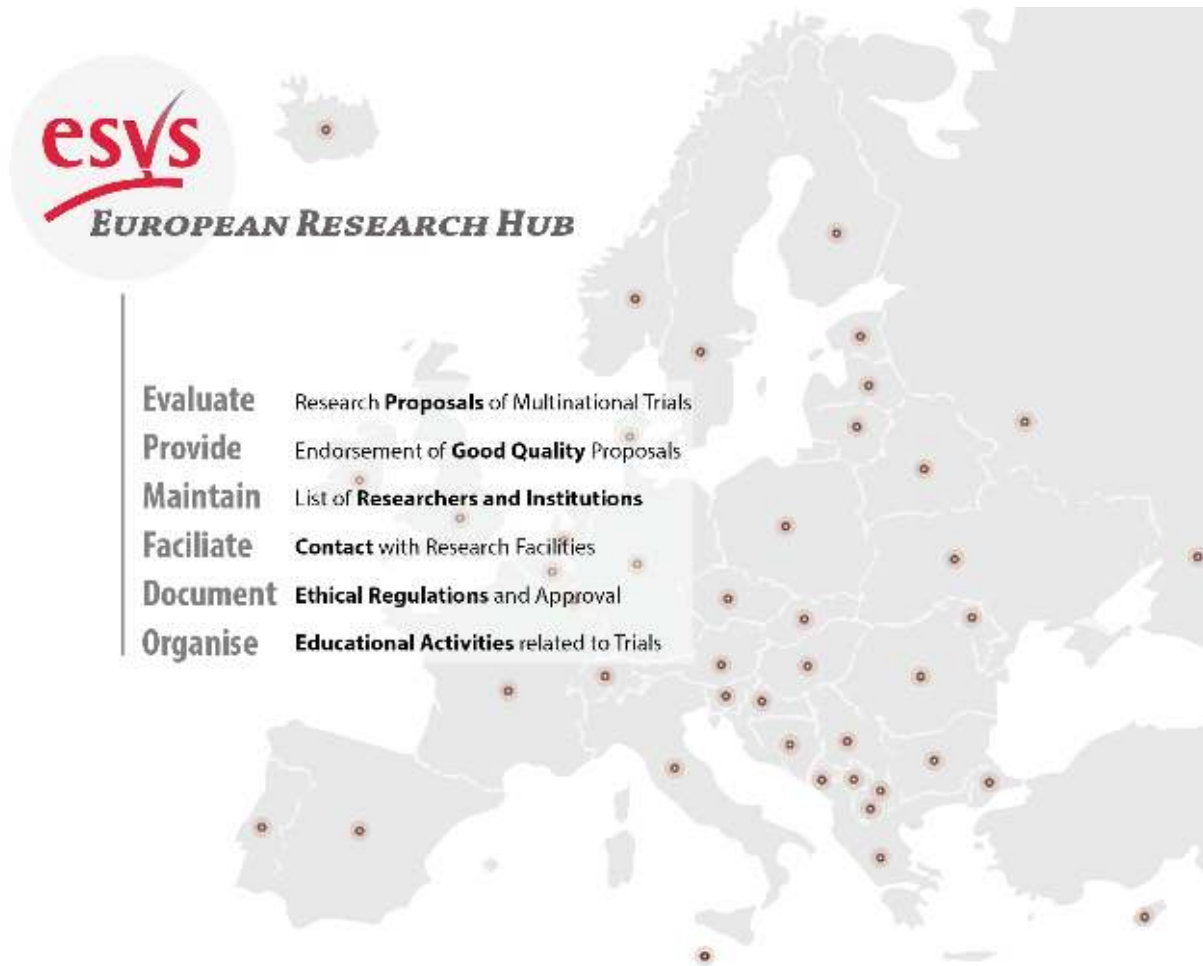 esvs
EUROPEAN RESEARCH HUB
Evaluate Research Proposals of Multinational Trials
Provide Endorsement of Good Quality Proposals
Maintain List of Researchers and Institutions
Faciliate Contact with Research Facilities
Document Ethical Regulations and Approval
Organise Educational Activities related to Trials